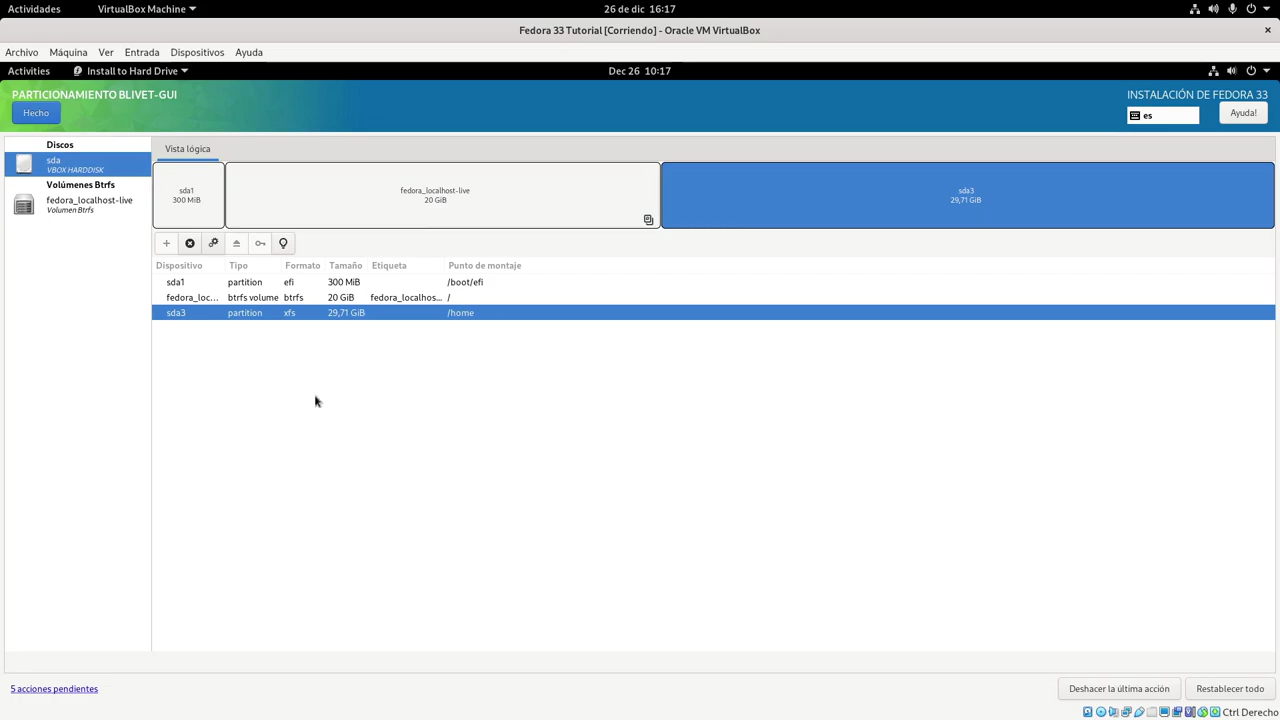 Actividades VirtualBox Machine 26 de dic 16:17
Fedora 33 Tutorial [Corriendo] - Oracle VM VirtualBox
Archivo Máquina Ver Entrada Dispositivos Ayuda
Activities Install to Hard Drive Dec 26 10:17
PARTICIONAMIENTO BLIVET-GUI INSTALACIÓN DE FEDORA 33
Hecho es Ayuda!
Discos
sda
VBOX HARDDISK
Volúmenes Btrfs
fedora_localhost-live
Volumen Btrfs
Vista lógica
sda1
300 MiB
fedora_localhost-live
20 GiB
sda3
29,71 GiB
Dispositivo Tipo Formato Tamaño Etiqueta Punto de montaje
sda1 partition efi 300 MiB /boot/efi
fedora_loc... btrfs volume btrfs 20 GiB fedora_localhos... /
sda3 partition xfs 29,71 GiB /home
5 acciones pendientes Deshacer la última acción Restablecer todo
Ctrl Derecho